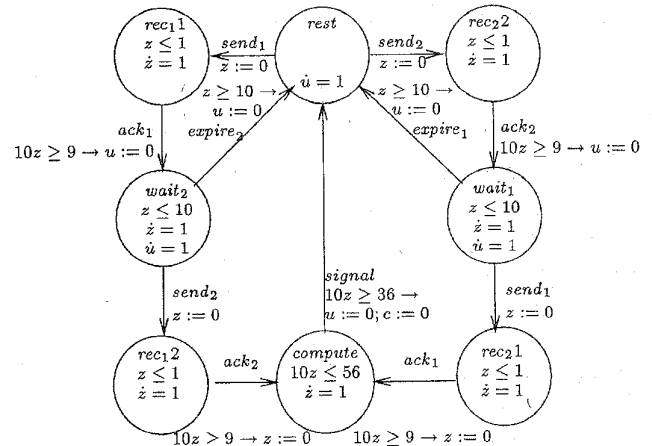 rec₁1
z ≤ 1
ż = 1
send₁
z := 0
rest
u̇ = 1
send₂
z := 0
rec₂2
z ≤ 1
ż = 1
z ≥ 10 →
u := 0
expire₂
z ≥ 10 →
u := 0
expire₁
ack₁
10z ≥ 9 → u := 0
ack₂
10z ≥ 9 → u := 0
wait₂
z ≤ 10
ż = 1
u̇ = 1
wait₁
z ≤ 10
ż = 1
u̇ = 1
send₂
z := 0
signal
10z ≥ 36 →
u := 0; c := 0
send₁
z := 0
rec₁2
z ≤ 1
ż = 1
ack₂
compute
10z ≤ 56
ż = 1
ack₁
rec₂1
z ≤ 1
ż = 1
10z ≥ 9 → z := 0
10z ≥ 9 → z := 0